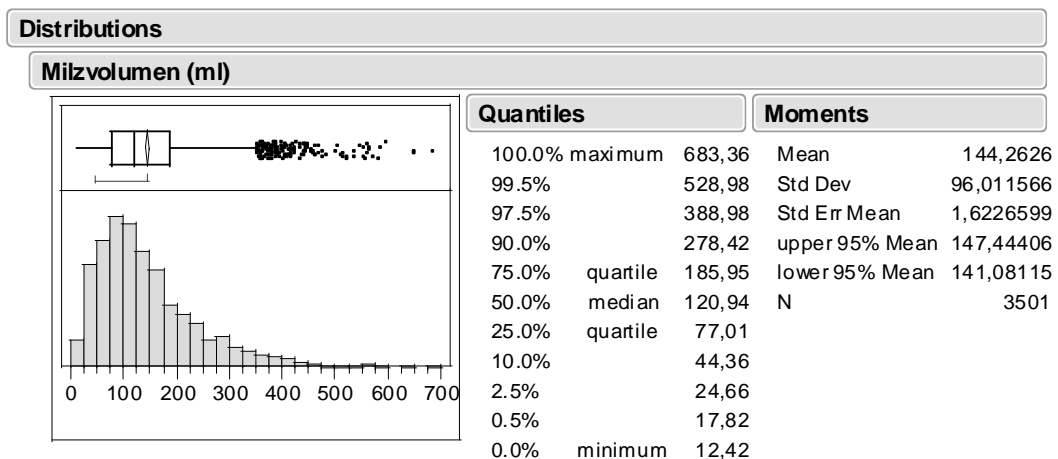 Distributions
Milzvolumen (ml)
0 100 200 300 400 500 600 700
Quantiles
100.0% maximum 683,36
99.5% 528,98
97.5% 388,98
90.0% 278,42
75.0% quartile 185,95
50.0% median 120,94
25.0% quartile 77,01
10.0% 44,36
2.5% 24,66
0.5% 17,82
0.0% minimum 12,42
Moments
Mean 144,2626
Std Dev 96,011566
Std Err Mean 1,6226599
upper 95% Mean 147,44406
lower 95% Mean 141,08115
N 3501